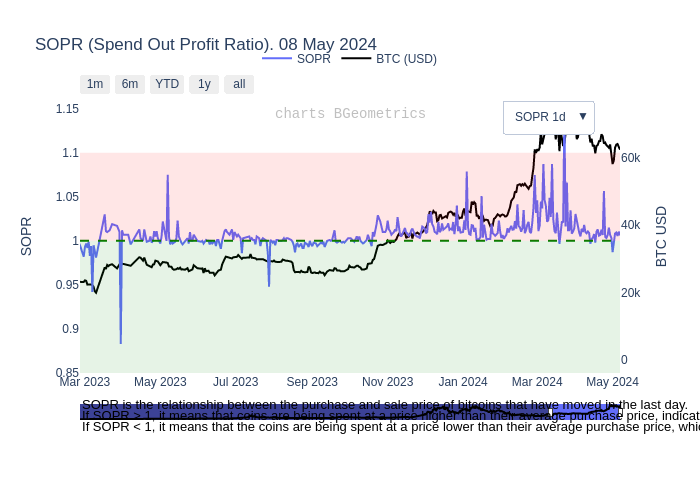 SOPR (Spend Out Profit Ratio). 08 May 2024
SOPR BTC (USD)
1m 6m YTD 1y all
charts BGeometrics
SOPR 1d ▼
1.15
1.1
1.05
1
0.95
0.9
0.85
SOPR
60k
40k
20k
0
BTC USD
Mar 2023 May 2023 Jul 2023 Sep 2023 Nov 2023 Jan 2024 Mar 2024 May 2024
SOPR is the relationship between the purchase and sale price of bitcoins that have moved in the last day.
If SOPR > 1, it means that coins are being spent at a price higher than their average purchase price, indicat
If SOPR < 1, it means that the coins are being spent at a price lower than their average purchase price, whic